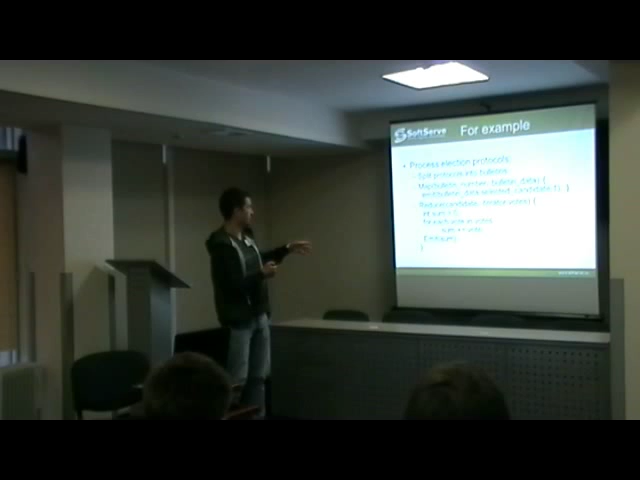 SoftServe
For example
• Process election protocols:
- Split protocols into bulletins
- Map(bulletin_number, bulletin_data) {
emit(bulletin_data.selected_candidate,1); }
- Reduce(candidate, iterator votes) {
int sum = 0;
for each vote in votes
sum += vote;
Emit(sum);
}